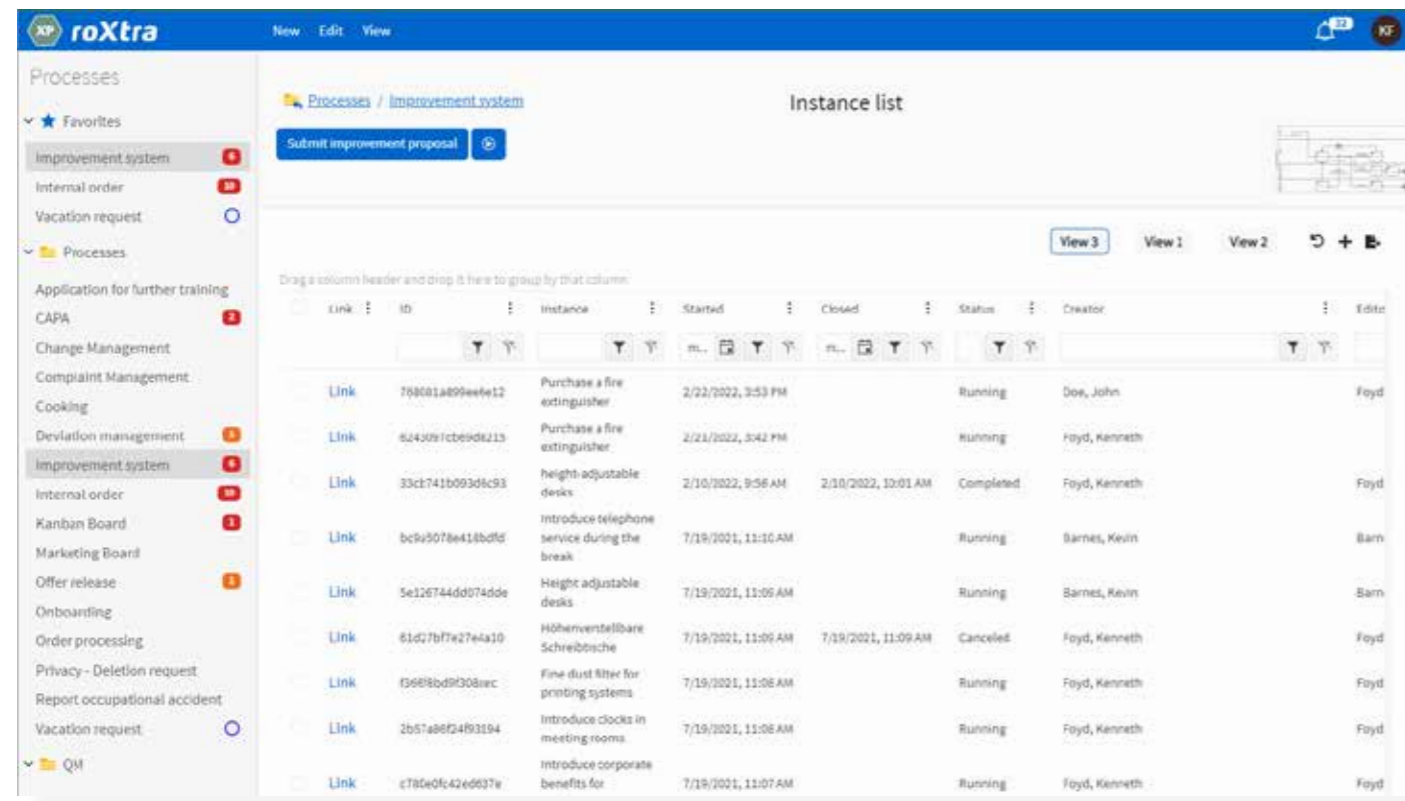 XP roXtra New Edit View 32 KF
Processes
Favorites
Improvement system 6
Internal order 10
Vacation request
Processes
Application for further training
CAPA 2
Change Management
Complaint Management
Cooking
Deviation management
Improvement system 6
Internal order 10
Kanban Board 1
Marketing Board
Offer release
Onboarding
Order processing
Privacy - Deletion request
Report occupational accident
Vacation request
QM
Processes / Improvement system
Instance list
Submit improvement proposal
View 3 View 1 View 2
Drag a column header and drop it here to group by that column
Link ID Instance Started Closed Status Creator
m... m...
Link Purchase a fire
extinguisher 2/22/2022, 3:53 PM Running Doe, John Foyd
Link Purchase a fire
extinguisher 2/21/2022, 3:42 PM Running Foyd, Kenneth
Link height-adjustable
desks 2/10/2022, 9:56 AM 2/10/2022, 10:01 AM Completed Foyd, Kenneth Foyd
Link Introduce telephone
service during the
break 7/19/2021, 11:10 AM Running Barnes, Kevin Barn
Link 5e126744dd074dde Height adjustable
desks 7/19/2021, 11:09 AM Running Barnes, Kevin Barn
Link 61d27bf7e27e4a10 7/19/2021, 11:09 AM 7/19/2021, 11:09 AM Canceled Foyd, Kenneth Foyd
Link Fine dust filter for
printing systems 7/19/2021, 11:08 AM Running Foyd, Kenneth Foyd
Link 2b57a86f24f93194 Introduce clocks in
meeting rooms 7/19/2021, 11:08 AM Running Foyd, Kenneth Foyd
Link c780e0fc42ed637e Introduce corporate
benefits for 7/19/2021, 11:07 AM Running Foyd, Kenneth Foyd